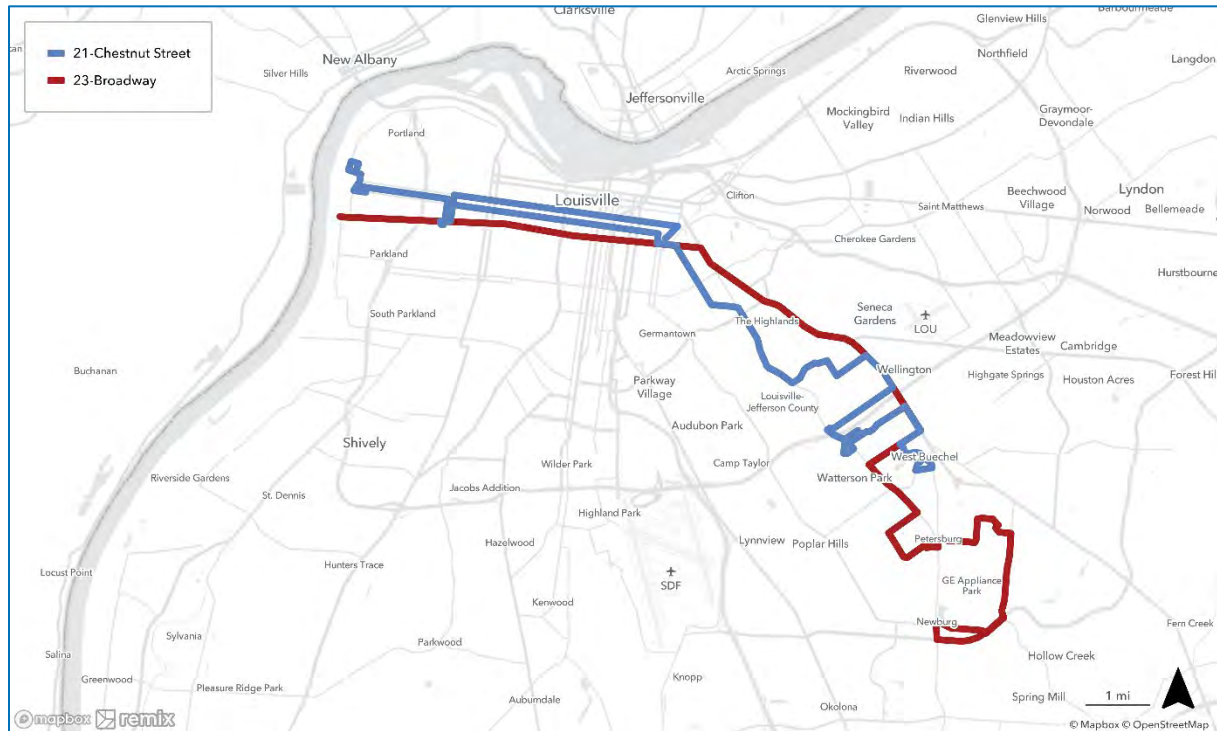 21-Chestnut Street
23-Broadway
Clarksville
Glenview Hills
New Albany
Northfield
Langdon
Silver Hills
Arctic Springs
Riverwood
Jeffersonville
Graymoor-
Devondale
Mockingbird
Valley
Indian Hills
Portland
Lyndon
Beechwood
Village
Clifton
Louisville
Saint Matthews
Norwood
Bellemeade
Cherokee Gardens
Parkland
Hurstbourne
South Parkland
Seneca
Gardens
The Highlands
LOU
Germantown
Meadowview
Estates
Cambridge
Buchanan
Wellington
Highgate Springs
Houston Acres
Forest Hil
Parkway
Village
Louisville-
Jefferson County
Audubon Park
Shively
West Buechel
Wilder Park
Camp Taylor
Watterson Park
Riverside Gardens
Jacobs Addition
St. Dennis
Highland Park
Petersburg
Hazelwood
Lynnview
Poplar Hills
Locust Point
Hunters Trace
SDF
GE Appliance
Park
Kenwood
Newburg
Fern Creek
Sylvania
Parkwood
Salina
Hollow Creek
Greenwood
Knopp
Pleasure Ridge Park
Auburndale
Spring Mill
1 mi
Okolona
mapbox remix
© Mapbox © OpenStreetMap